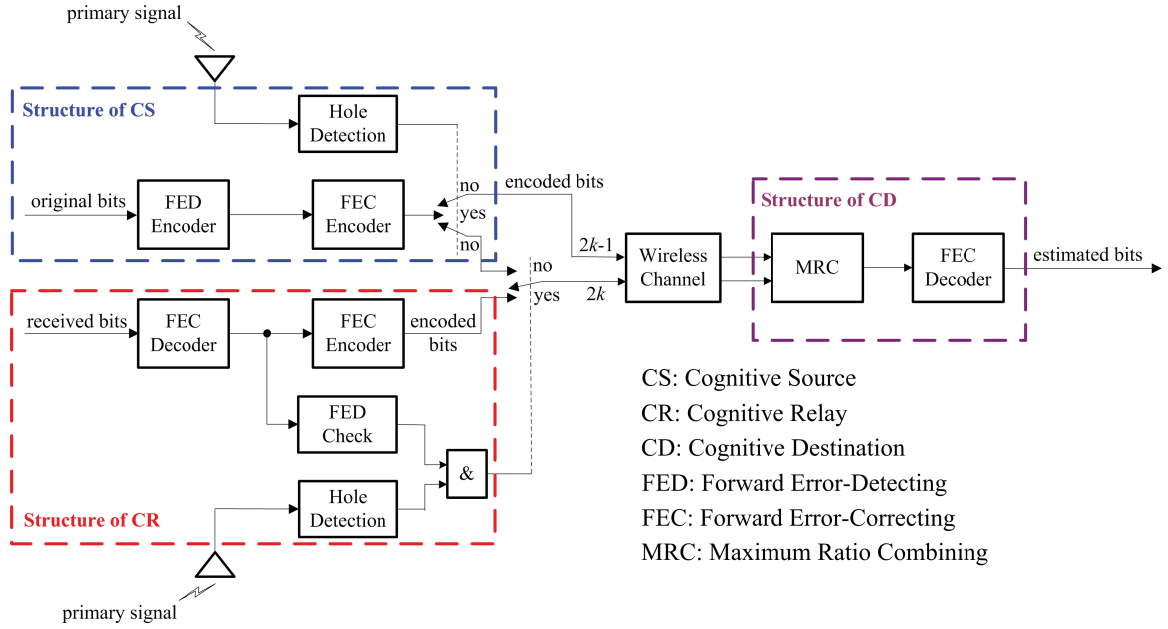 primary signal
Structure of CS
Hole
Detection
original bits
FED
Encoder
FEC
Encoder
no
yes
no
encoded bits
2k-1
no
yes
2k
Wireless
Channel
Structure of CD
MRC
FEC
Decoder
estimated bits
received bits
FEC
Decoder
FEC
Encoder
encoded
bits
FED
Check
&
Hole
Detection
Structure of CR
primary signal
CS: Cognitive Source
CR: Cognitive Relay
CD: Cognitive Destination
FED: Forward Error-Detecting
FEC: Forward Error-Correcting
MRC: Maximum Ratio Combining